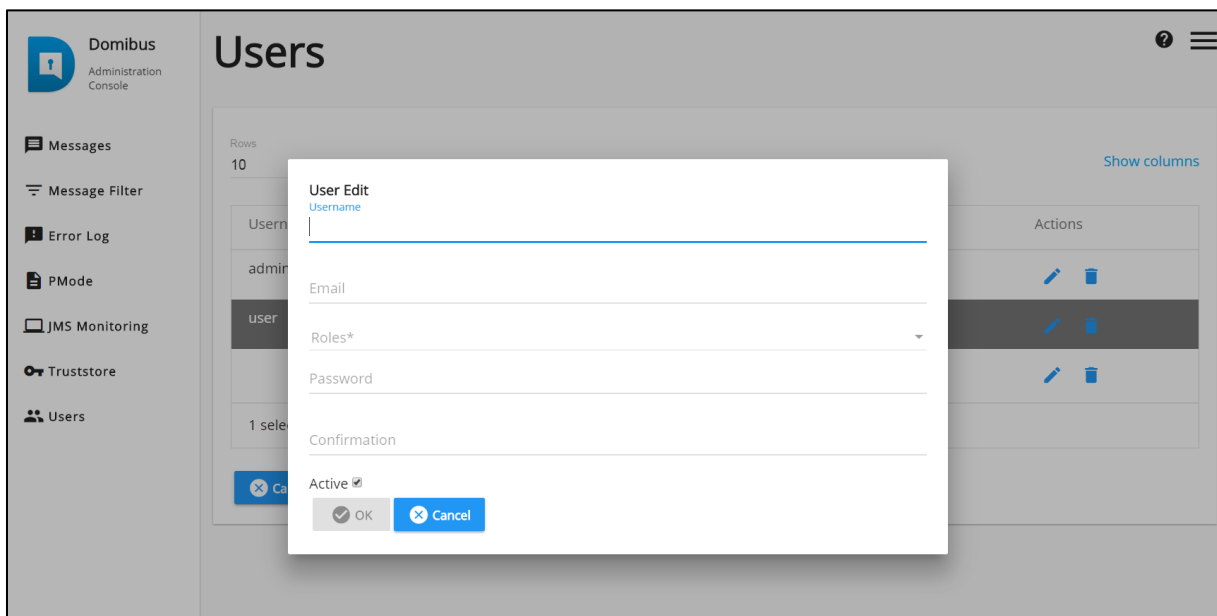 Domibus
Administration
Console
Users
Messages
Message Filter
Error Log
PMode
JMS Monitoring
Truststore
Users
Rows
10
Show columns
Actions
admin
user
User Edit
Username
Email
Roles*
Password
Confirmation
Active
OK
Cancel